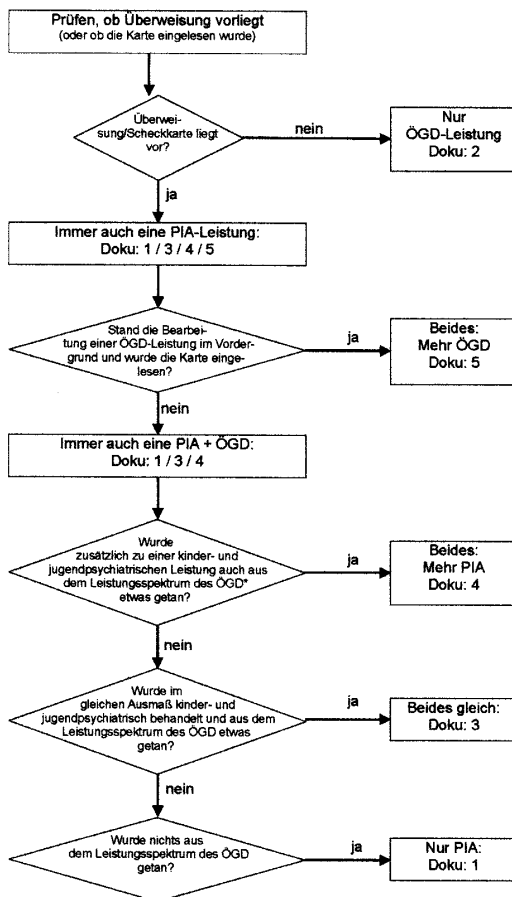 Prüfen, ob Überweisung vorliegt
(oder ob die Karte eingelesen wurde)
Überwei-
sung/Scheckkarte liegt
vor?
nein
Nur
ÖGD-Leistung
Doku: 2
ja
Immer auch eine PIA-Leistung:
Doku: 1 / 3 / 4 / 5
Stand die Bearbei-
tung einer ÖGD-Leistung im Vorder-
grund und wurde die Karte einge-
lesen?
ja
Beides:
Mehr ÖGD
Doku: 5
nein
Immer auch eine PIA + ÖGD:
Doku: 1 / 3 / 4
Wurde
zusätzlich zu einer kinder- und
jugendpsychiatrischen Leistung auch aus
dem Leistungsspektrum des ÖGD*
etwas getan?
ja
Beides:
Mehr PIA
Doku: 4
nein
Wurde im
gleichen Ausmaß kinder- und
jugendpsychiatrisch behandelt und aus dem
Leistungsspektrum des ÖGD etwas
getan?
ja
Beides gleich:
Doku: 3
nein
Wurde nichts aus
dem Leistungsspektrum des ÖGD
getan?
ja
Nur PIA:
Doku: 1